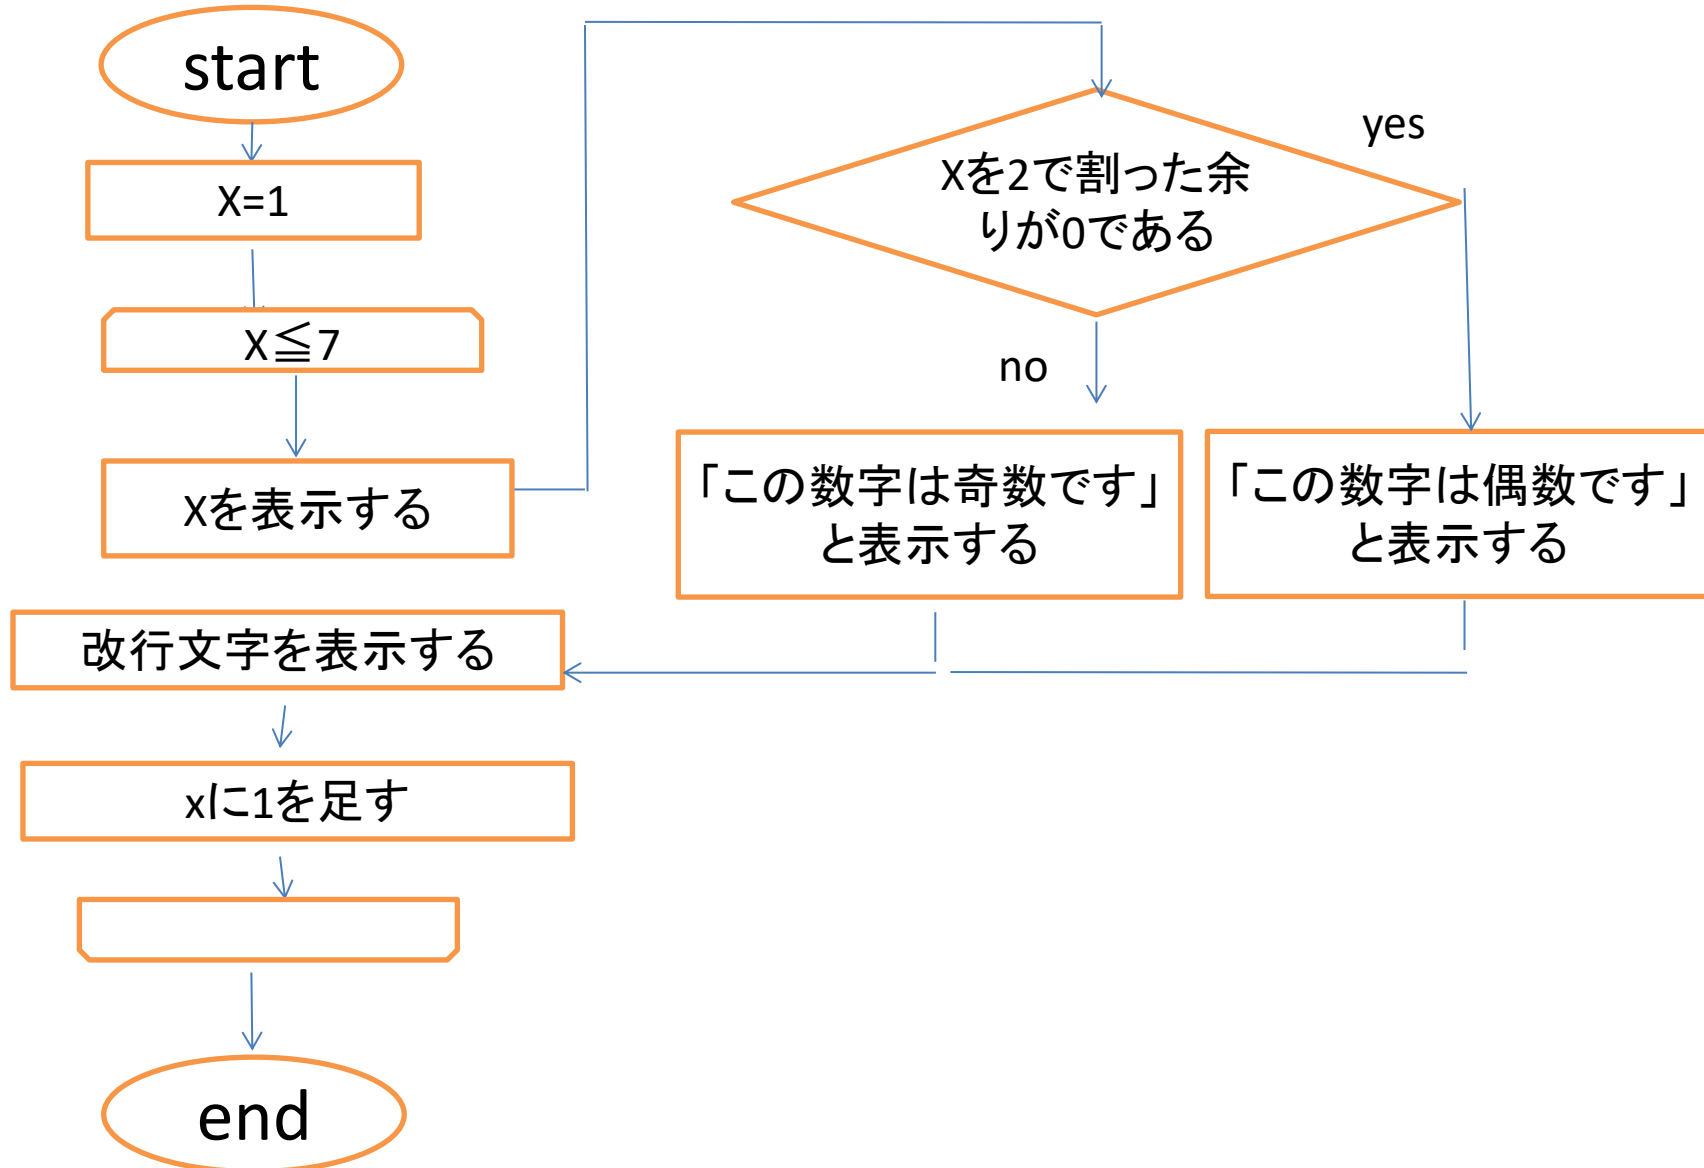 start
X=1
X≦7
Xを表示する
Xを2で割った余
りが0である
yes
no
「この数字は奇数です」
と表示する
「この数字は偶数です」
と表示する
改行文字を表示する
xに1を足す
end